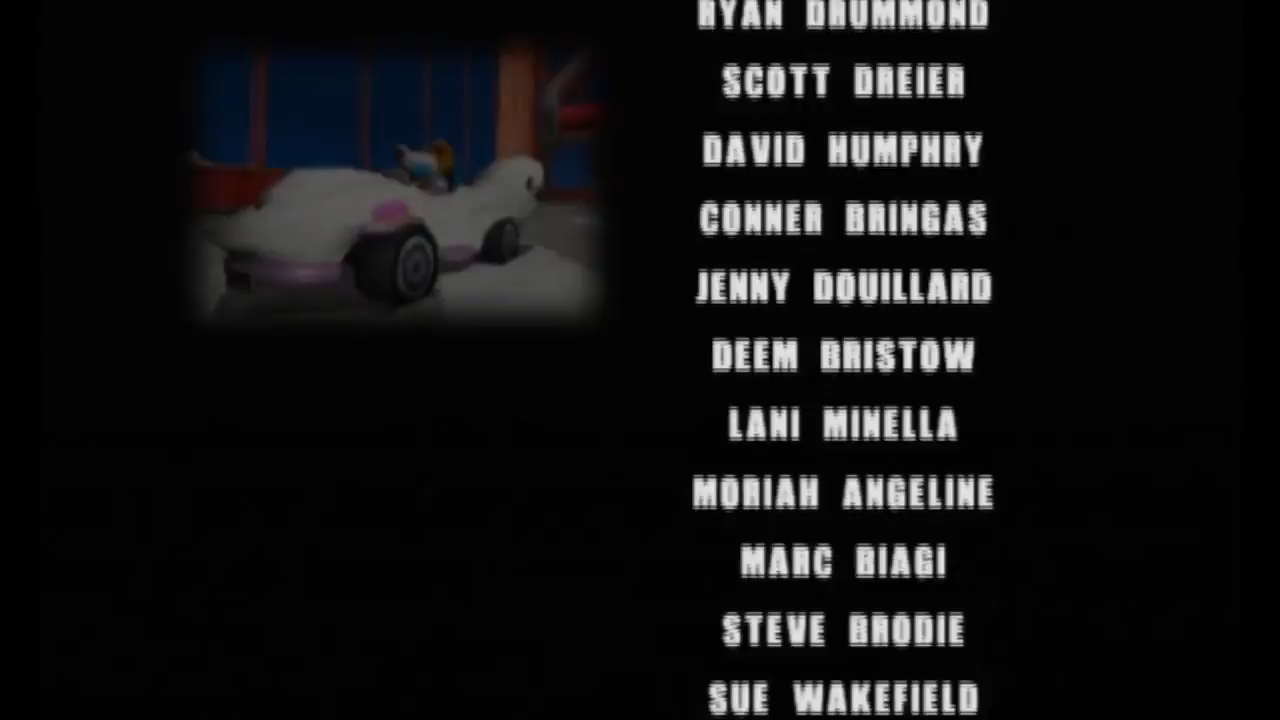 RYAN DRUMMOND
SCOTT DREIER
DAVID HUMPHRY
CONNER BRINGAS
JENNY DOUILLARD
DEEM BRISTOW
LANI MINELLA
MORIAH ANGELINE
MARC BIAGI
STEVE BRODIE
SUE WAKEFIELD